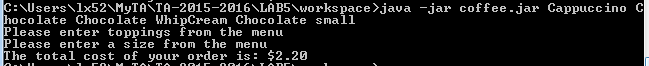 C:\Users\lx52\MyTA\TA-2015-2016\LAB5\workspace>java -jar coffee.jar Cappuccino C
hocolate Chocolate WhipCream Chocolate small
Please enter toppings from the menu
Please enter a size from the menu
The total cost of your order is: $2.20